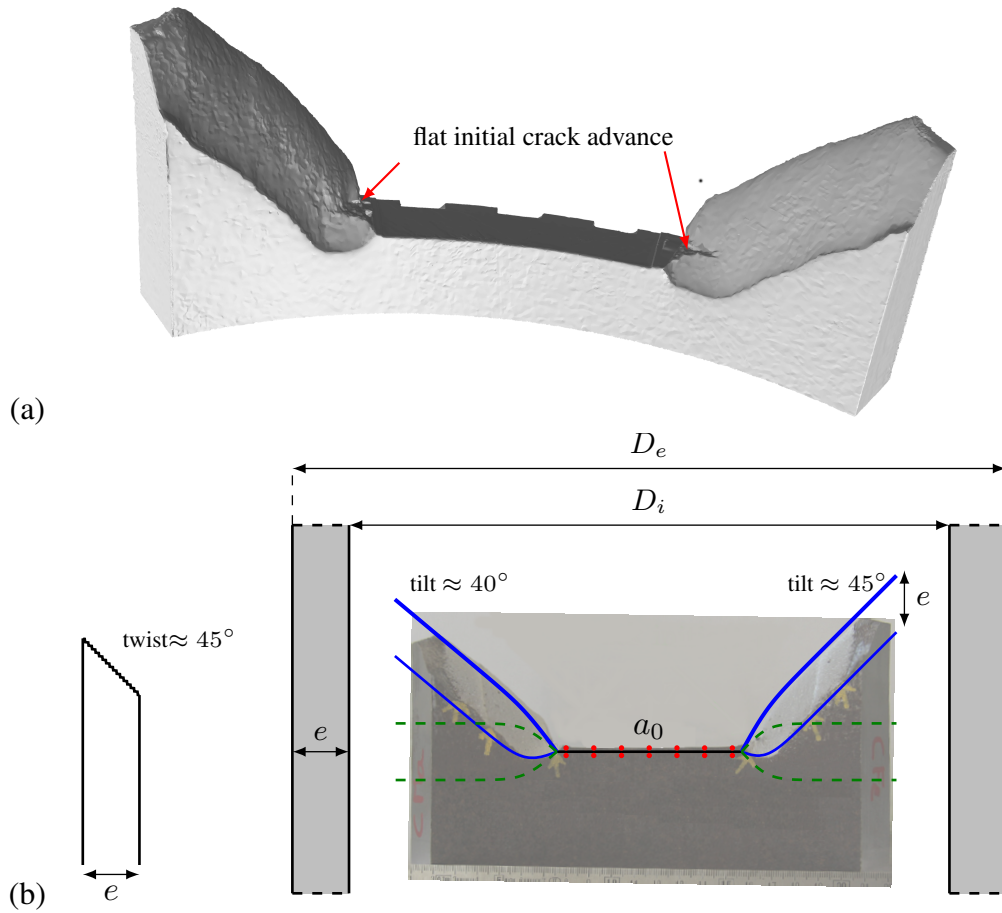 flat initial crack advance
(a)
D_e
D_i
tilt ≈ 40°
tilt ≈ 45°
e
twist≈ 45°
a_0
e
e
(b)